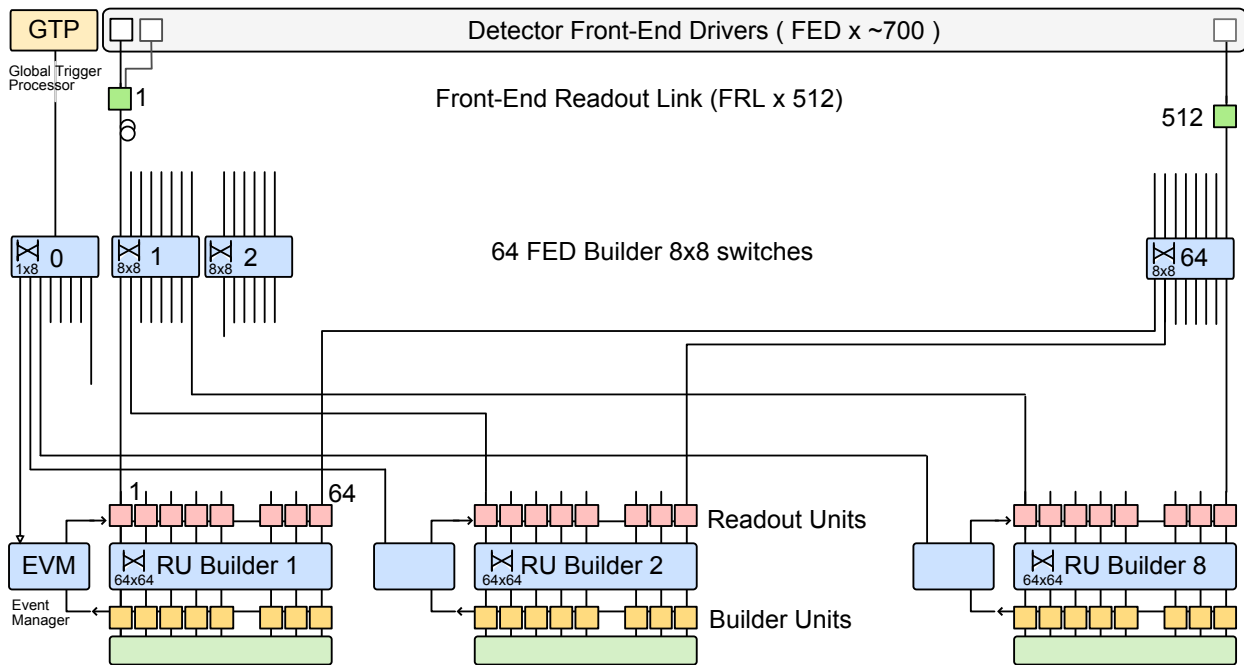 GTP
Detector Front-End Drivers ( FED x ~700 )
Global Trigger
Processor
1
Front-End Readout Link (FRL x 512)
512
1x8
0
8x8
1
8x8
2
64 FED Builder 8x8 switches
8x8
64
1
64
Readout Units
EVM
64x64
RU Builder 1
64x64
RU Builder 2
64x64
RU Builder 8
Event
Manager
Builder Units